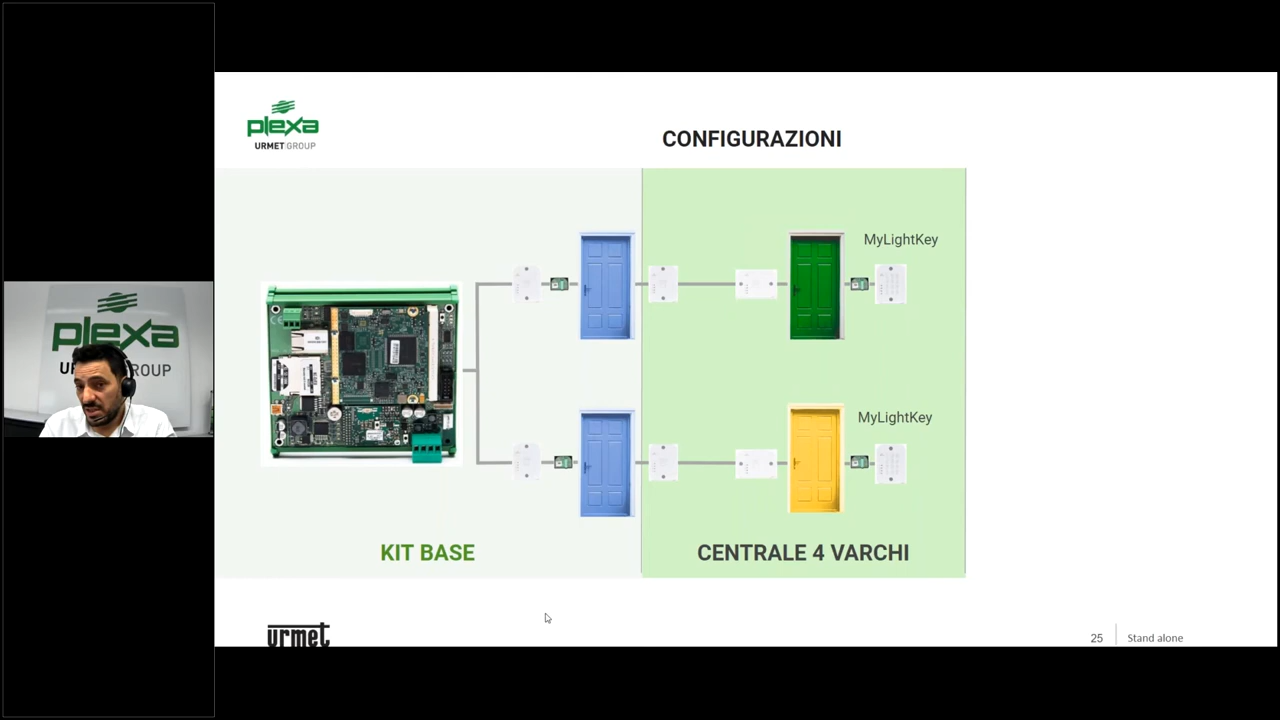 plexa
URMET GROUP
CONFIGURAZIONI
MyLightKey
MyLightKey
KIT BASE
CENTRALE 4 VARCHI
urmet
25
Stand alone
plexa
GROUP